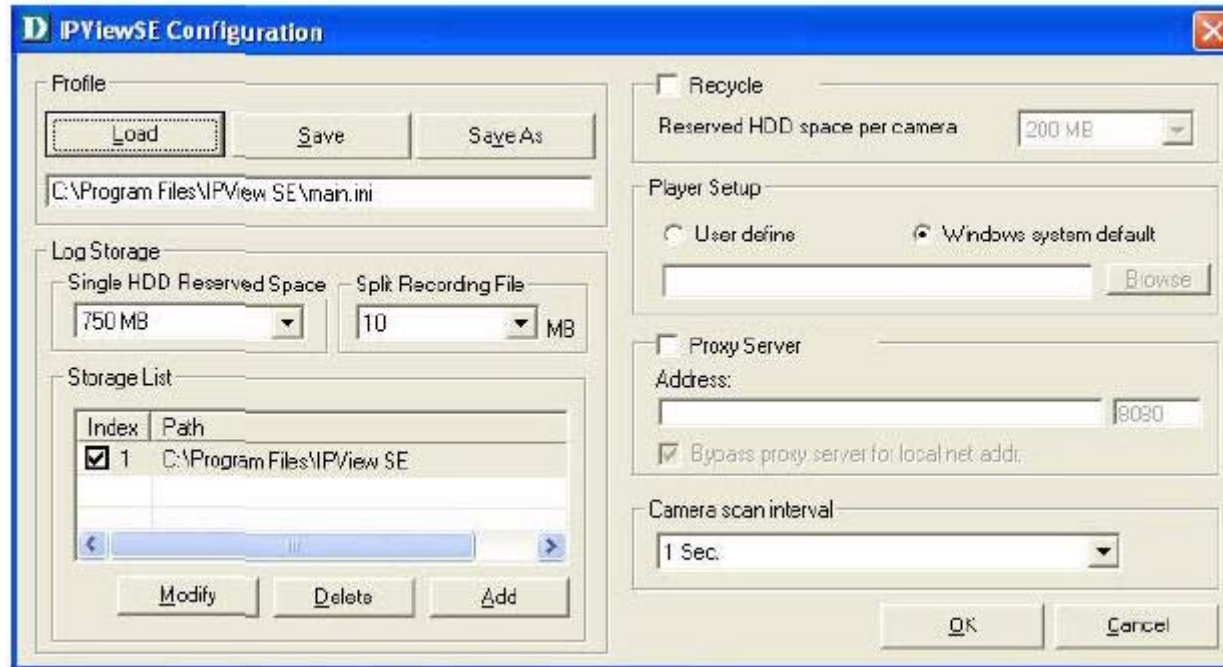 IPViewSE Configuration
Profile
Load
Save
Save As
C:\Program Files\IPView SE\main.ini
Log Storage
Single HDD Reserved Space
750 MB
Split Recording File
10
MB
Storage List
Index Path
1 C:\Program Files\IPView SE
Modify
Delete
Add
Recycle
Reserved HDD space per camera
200 MB
Player Setup
User define
Windows system default
Browse
Proxy Server
Address:
8080
Bypass proxy server for local net addr.
Camera scan interval
1 Sec.
OK
Cancel